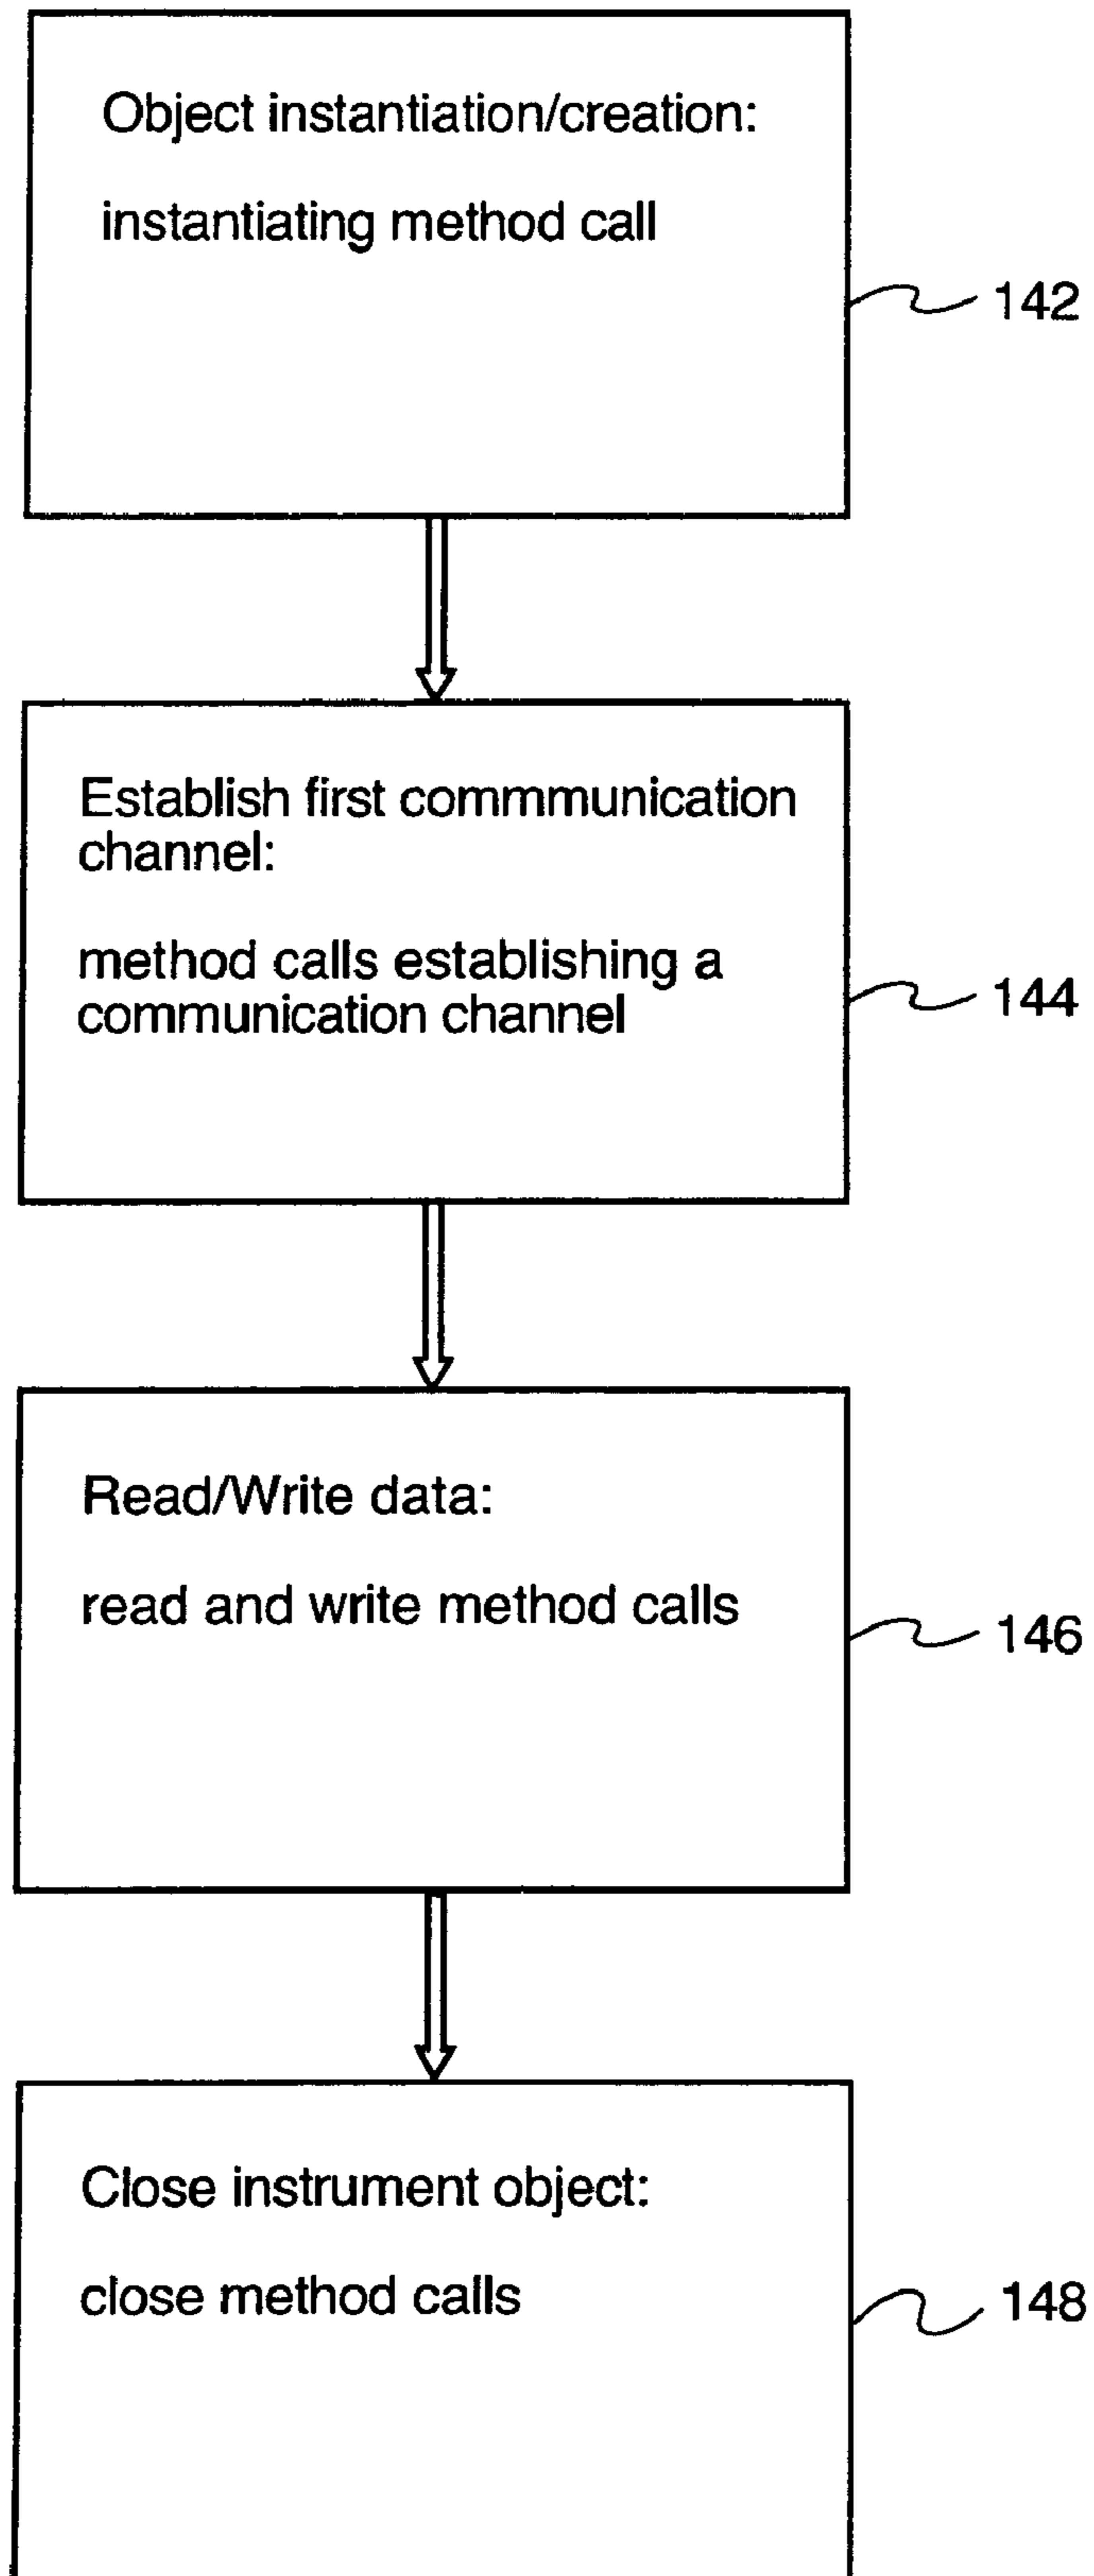 Object instantiation/creation:
instantiating method call
142
Establish first commmunication
channel:
method calls establishing a
communication channel
144
Read/Write data:
read and write method calls
146
Close instrument object:
close method calls
148